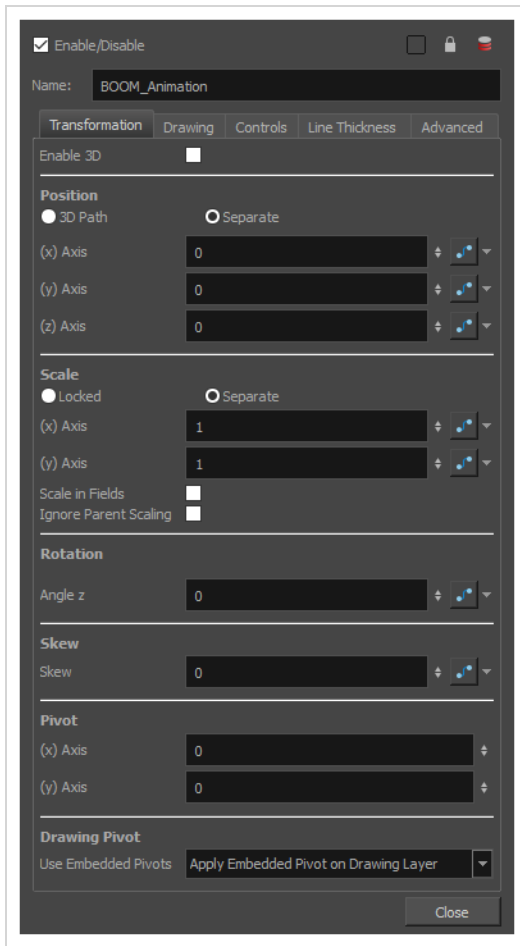 Enable/Disable
Name: BOOM_Animation
Transformation Drawing Controls Line Thickness Advanced
Enable 3D
Position
3D Path Separate
(x) Axis 0
(y) Axis 0
(z) Axis 0
Scale
Locked Separate
(x) Axis 1
(y) Axis 1
Scale in Fields
Ignore Parent Scaling
Rotation
Angle z 0
Skew
Skew 0
Pivot
(x) Axis 0
(y) Axis 0
Drawing Pivot
Use Embedded Pivots Apply Embedded Pivot on Drawing Layer
Close